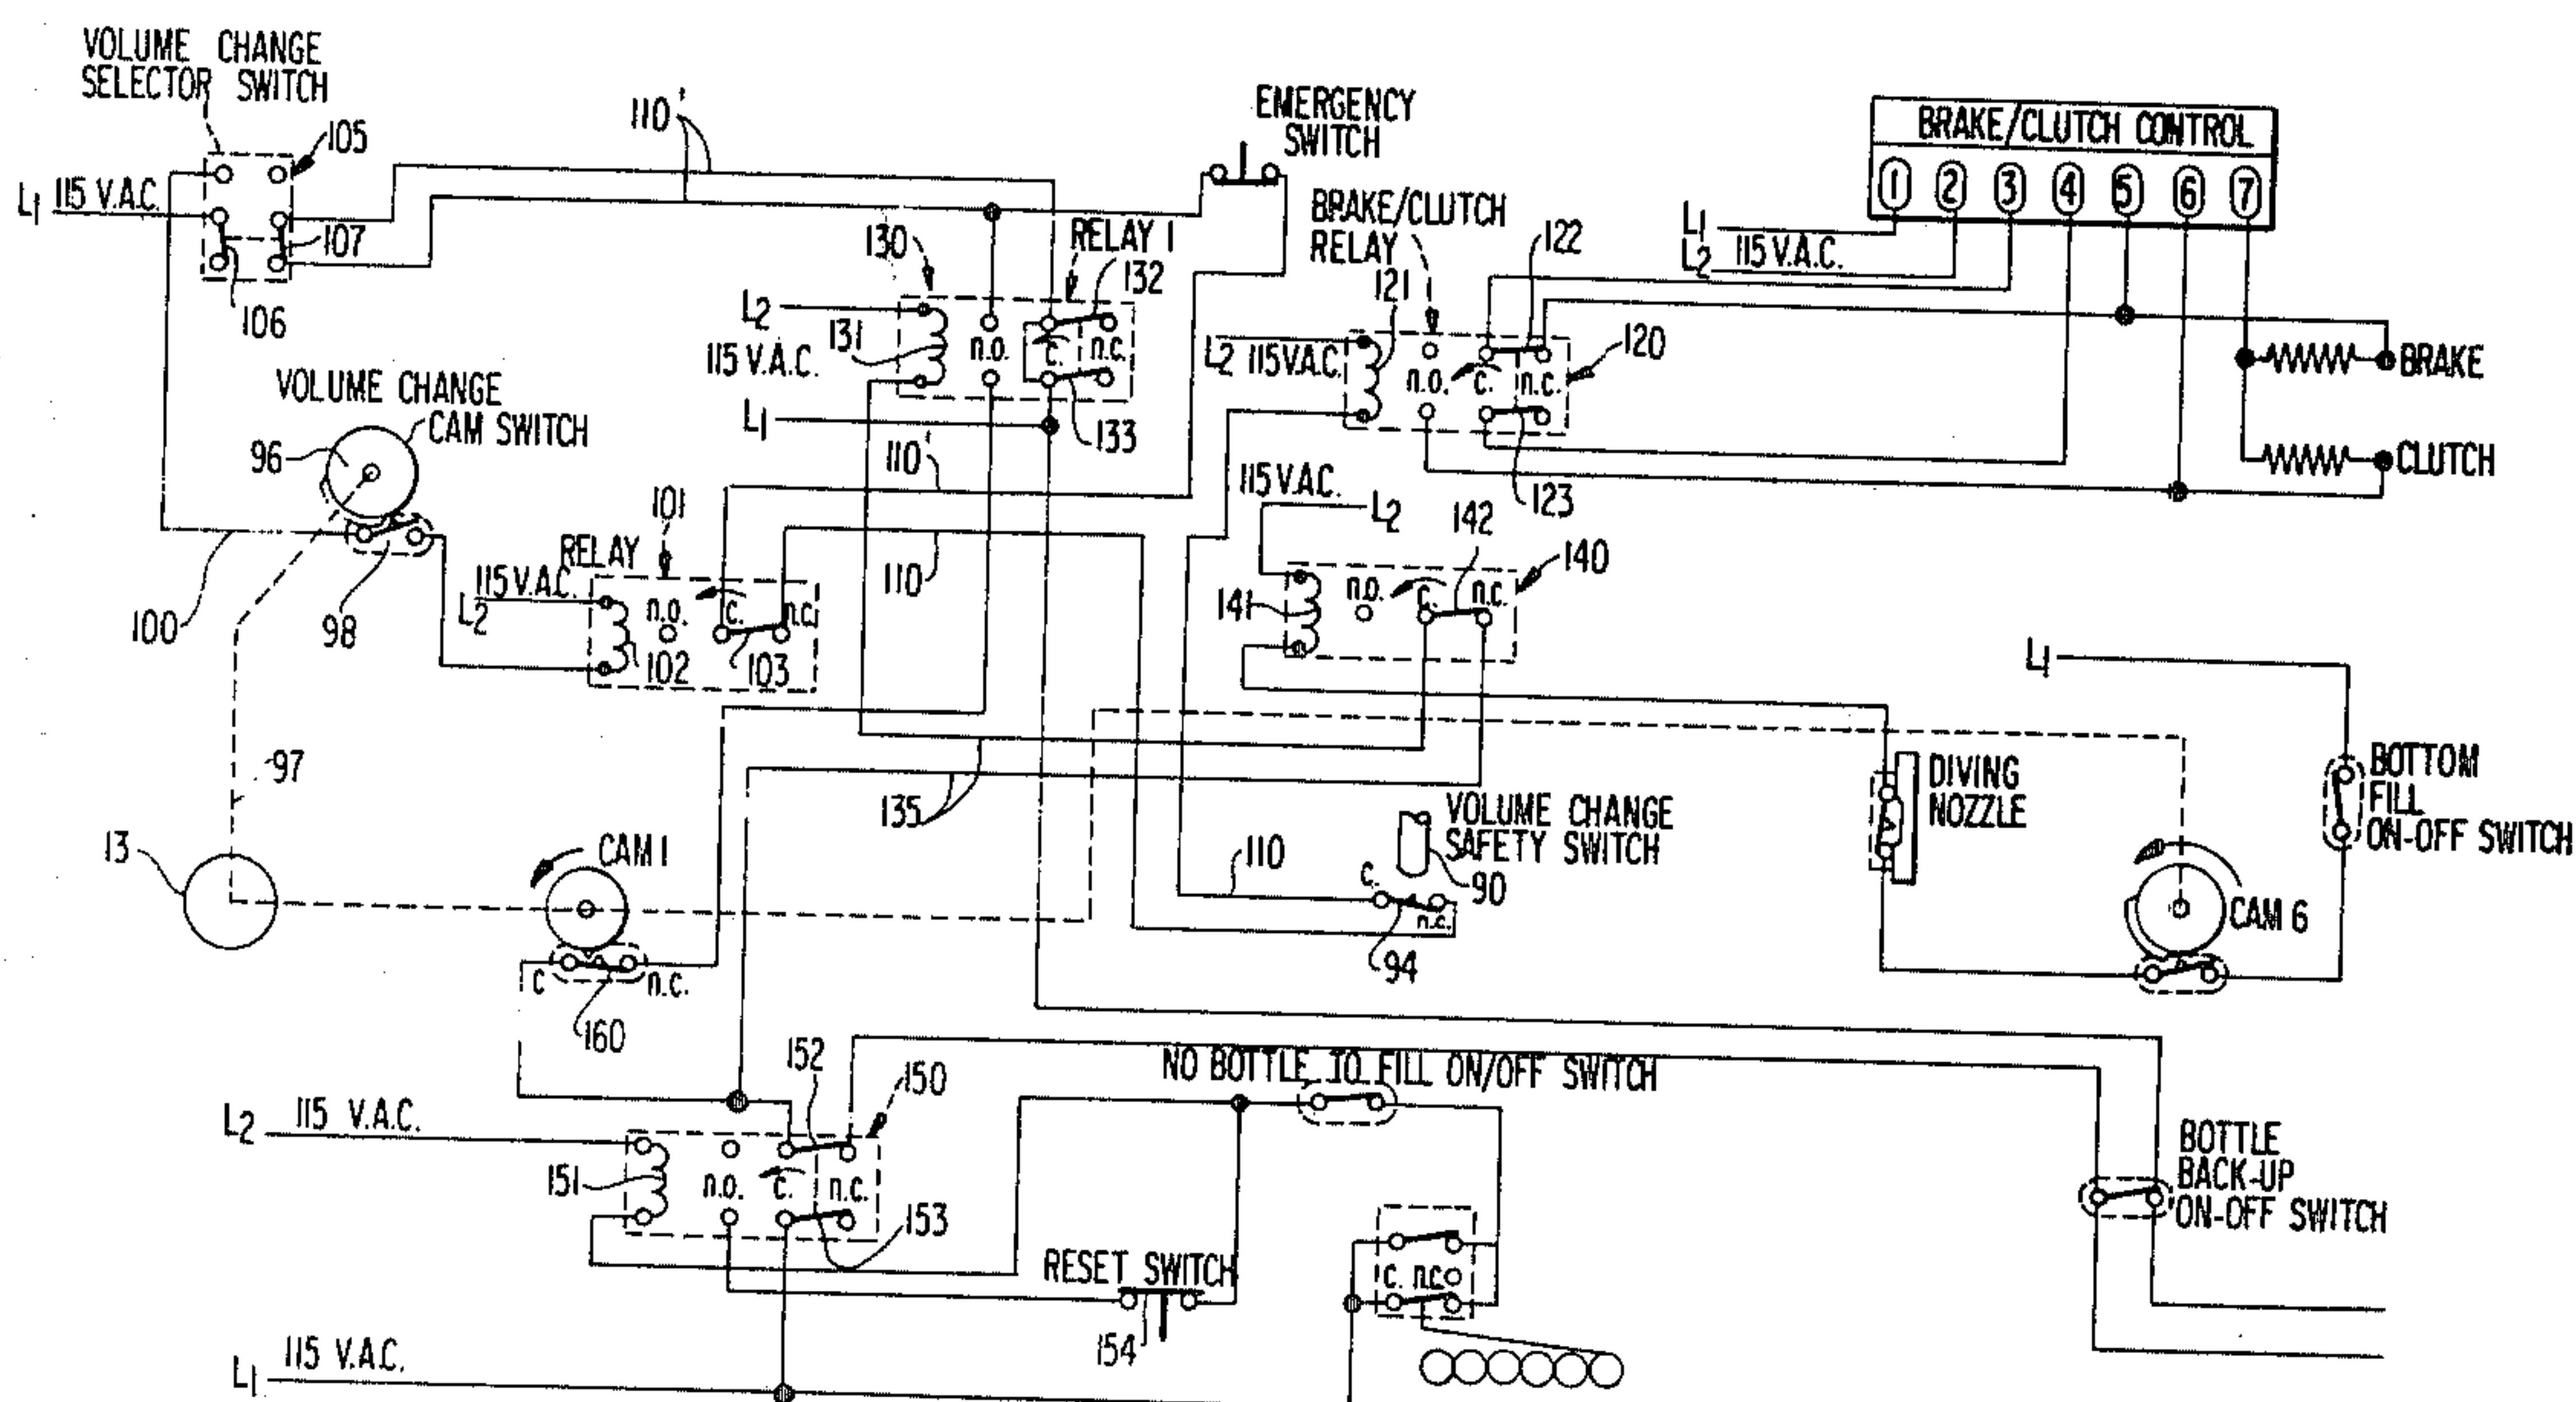 VOLUME CHANGE
SELECTOR SWITCH
105
L1 115 V.A.C.
107
106
110'
EMERGENCY
SWITCH
BRAKE/CLUTCH CONTROL
1 2 3 4 5 6 7
L1
L2 115 V.A.C.
BRAKE/CLUTCH
RELAY
121
122
120
L2 115 V.A.C.
n.o. c. n.c.
123
BRAKE
CLUTCH
130
RELAY 1
132
L2
131
115 V.A.C.
n.o. c. n.c.
L1
133
110'
VOLUME CHANGE
CAM SWITCH
96
100
98
101
RELAY
115 V.A.C.
L2
n.o. c. n.c.
102
103
110
115 V.A.C.
L2
142
140
141
n.o. c. n.c.
L1
97
135
13
CAM 1
c n.c.
160
VOLUME CHANGE
SAFETY SWITCH
110
c.
90
n.c.
94
DIVING
NOZZLE
BOTTOM
FILL
ON-OFF SWITCH
CAM 6
152
150
NO BOTTLE TO FILL ON/OFF SWITCH
L2 115 V.A.C.
151
n.o. c. n.c.
153
BOTTLE
BACK-UP
ON-OFF SWITCH
RESET SWITCH
154
c. n.c.
L1 115 V.A.C.